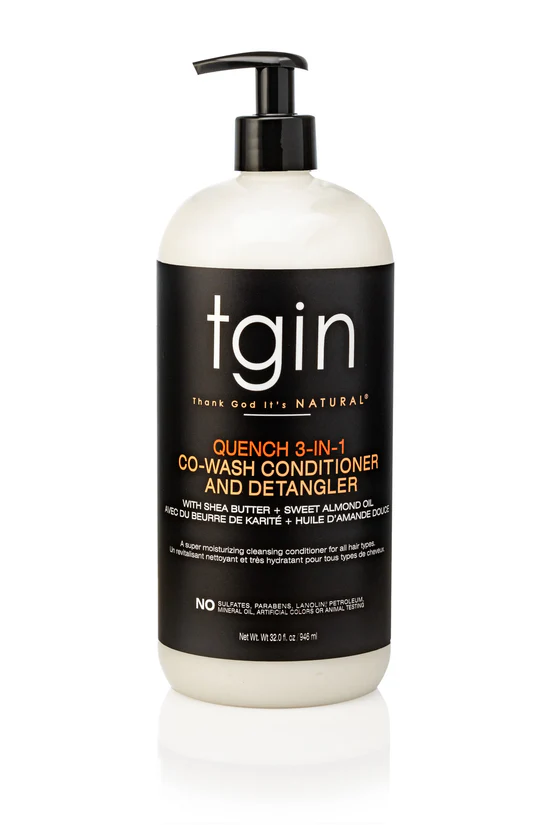 tgin
Thank God It's NATURAL®
QUENCH 3-IN-1
CO-WASH CONDITIONER
AND DETANGLER
WITH SHEA BUTTER + SWEET ALMOND OIL
AVEC DU BEURRE DE KARITÉ + HUILE D'AMANDE DOUCE
A super moisturizing cleansing conditioner for all hair types.
Un revitalisant nettoyant et très hydratant pour tous types de cheveux.
NO SULFATES, PARABENS, LANOLIN, PETROLEUM,
MINERAL OIL, ARTIFICIAL COLORS OR ANIMAL TESTING
Net Wt. Wt 32.0 fl. oz 946 ml